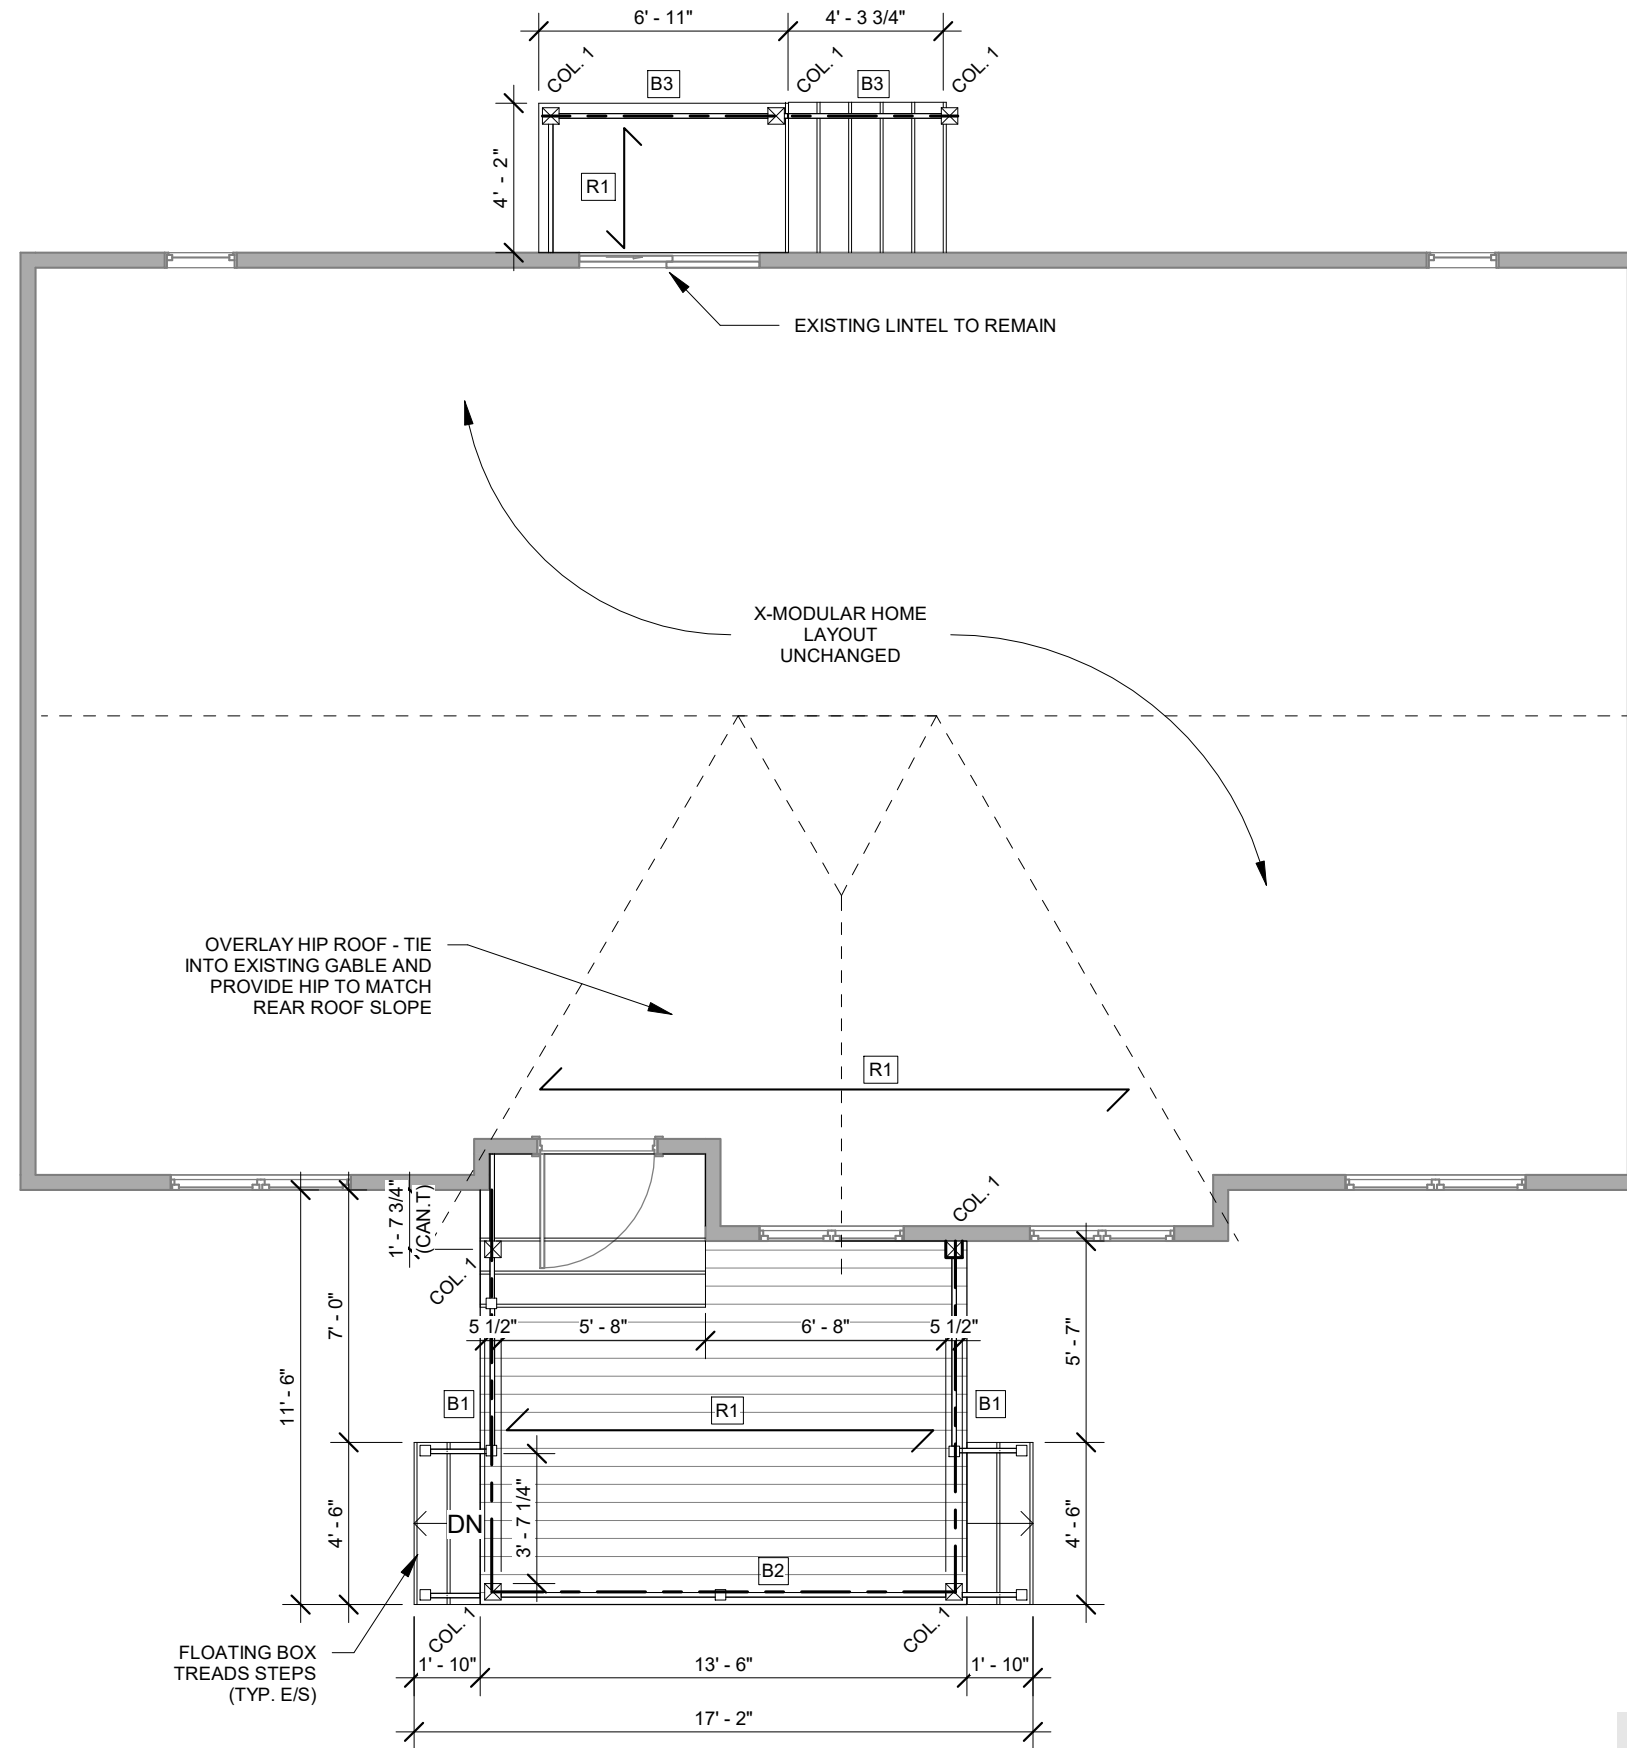 6' - 11"
4' - 3 3/4"
COL. 1
COL. 1
COL. 1
B3
B3
4' - 2"
R1
EXISTING LINTEL TO REMAIN
X-MODULAR HOME
LAYOUT
UNCHANGED
OVERLAY HIP ROOF - TIE
INTO EXISTING GABLE AND
PROVIDE HIP TO MATCH
REAR ROOF SLOPE
R1
1' - 7 3/4"
(CAN.T)
COL. 1
COL. 1
5 1/2"
5' - 8"
6' - 8"
5 1/2"
7' - 0"
11' - 6"
5' - 7"
B1
R1
B1
4' - 6"
DN
3' - 7 1/4"
4' - 6"
B2
COL. 1
COL. 1
FLOATING BOX
TREADS STEPS
(TYP. E/S)
1' - 10"
13' - 6"
1' - 10"
17' - 2"